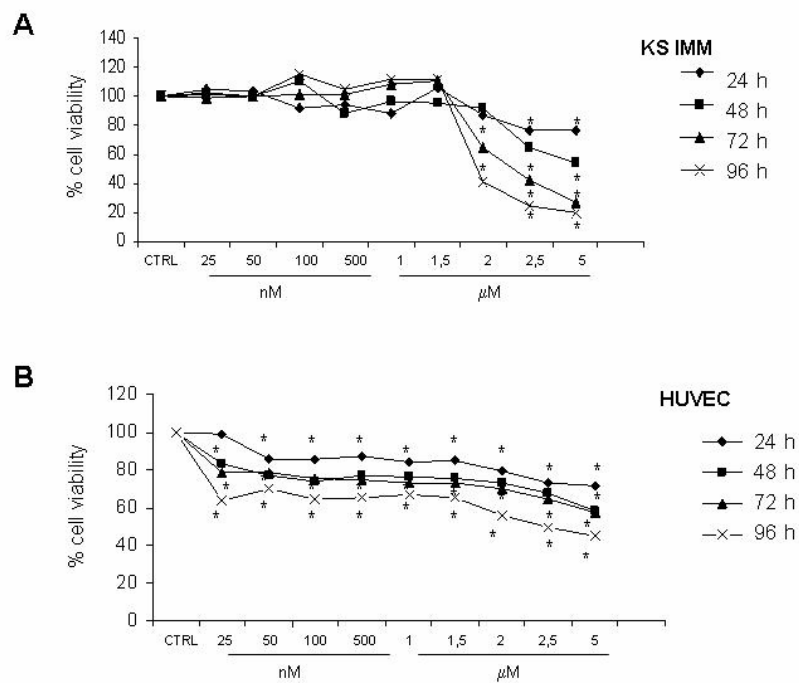 A
KS IMM
140
120
100
80
60
40
20
0
% cell viability
24 h
48 h
72 h
96 h
* * *
* * *
* * *
* *
CTRL 25 50 100 500 1 1,5 2 2,5 5
nM µM
B
HUVEC
120
100
80
60
40
20
0
% cell viability
24 h
48 h
72 h
96 h
CTRL 25 50 100 500 1 1,5 2 2,5 5
nM µM